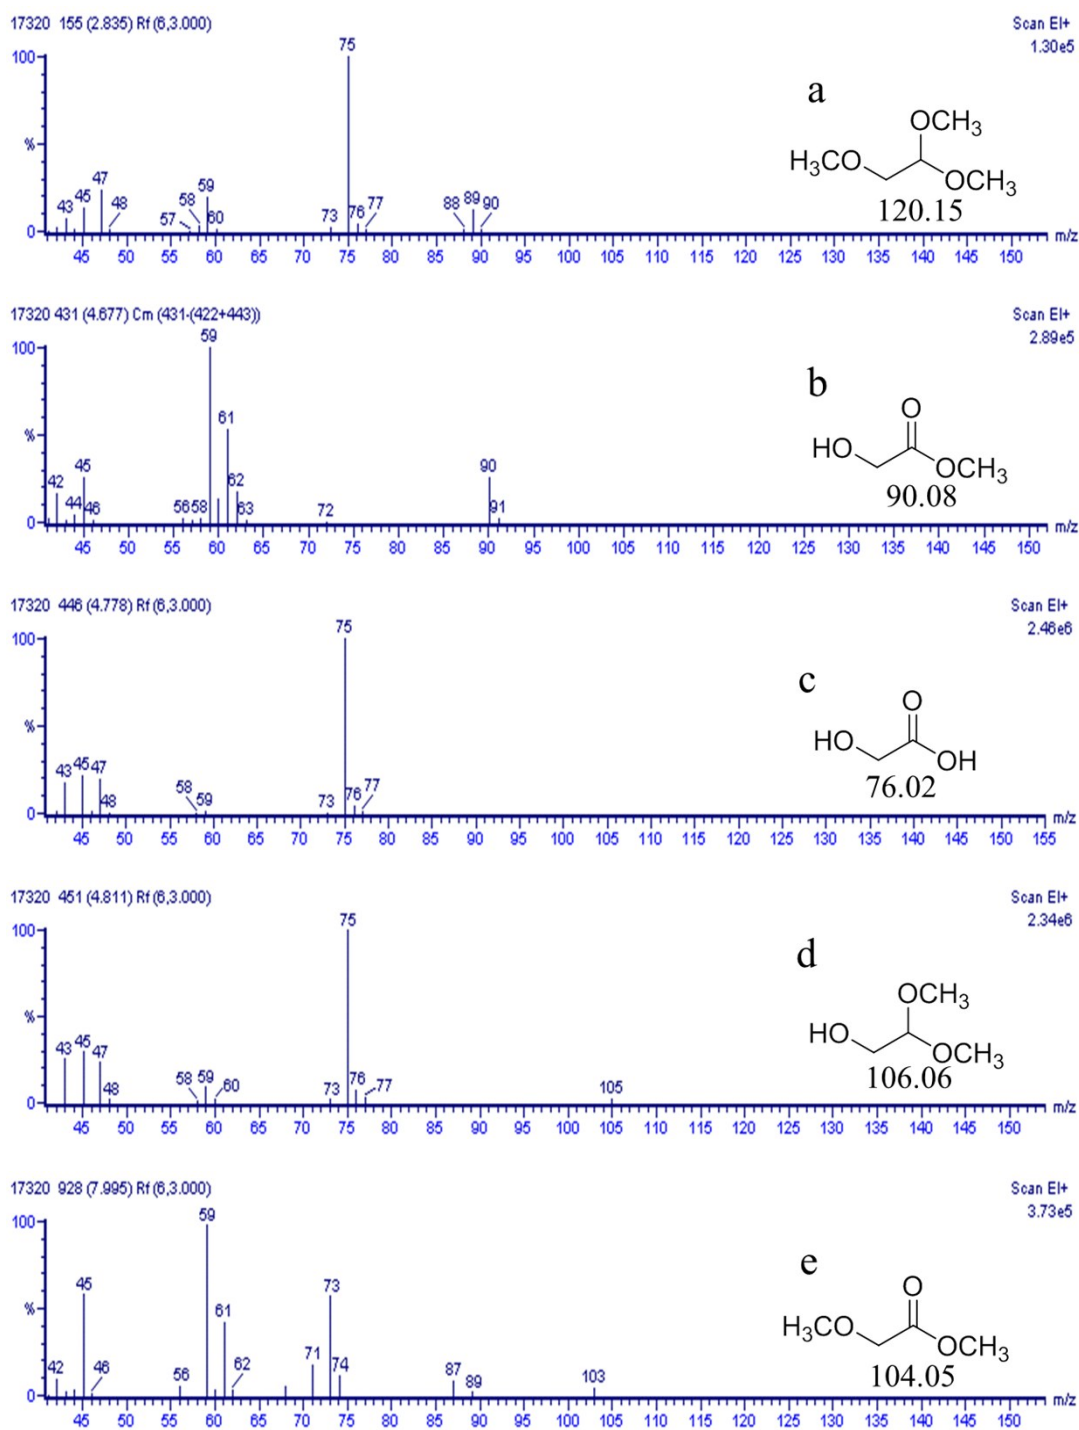 17320 155 (2.835) Rf (6,3.000)
Scan EI+
1.30e5
100
%
0
43 45 47 48 57 58 59 60 73 75 76 77 88 89 90
45 50 55 60 65 70 75 80 85 90 95 100 105 110 115 120 125 130 135 140 145 150 m/z
a
OCH3
H3CO
OCH3
120.15
17320 431 (4.677) Cm (431-(422+443))
Scan EI+
2.89e5
100
%
0
42 44 45 46 56 58 59 61 62 63 72 90 91
45 50 55 60 65 70 75 80 85 90 95 100 105 110 115 120 125 130 135 140 145 150 m/z
b
O
HO
OCH3
90.08
17320 446 (4.778) Rf (6,3.000)
Scan EI+
2.46e6
100
%
0
43 45 47 48 58 59 73 75 76 77
45 50 55 60 65 70 75 80 85 90 95 100 105 110 115 120 125 130 135 140 145 150 155 m/z
c
O
HO
OH
76.02
17320 451 (4.811) Rf (6,3.000)
Scan EI+
2.34e6
100
%
0
43 45 47 48 58 59 60 73 75 76 77 105
45 50 55 60 65 70 75 80 85 90 95 100 105 110 115 120 125 130 135 140 145 150 m/z
d
OCH3
HO
OCH3
106.06
17320 928 (7.995) Rf (6,3.000)
Scan EI+
3.73e5
100
%
0
42 45 46 56 59 61 62 71 73 74 87 89 103
45 50 55 60 65 70 75 80 85 90 95 100 105 110 115 120 125 130 135 140 145 150 m/z
e
O
H3CO
OCH3
104.05